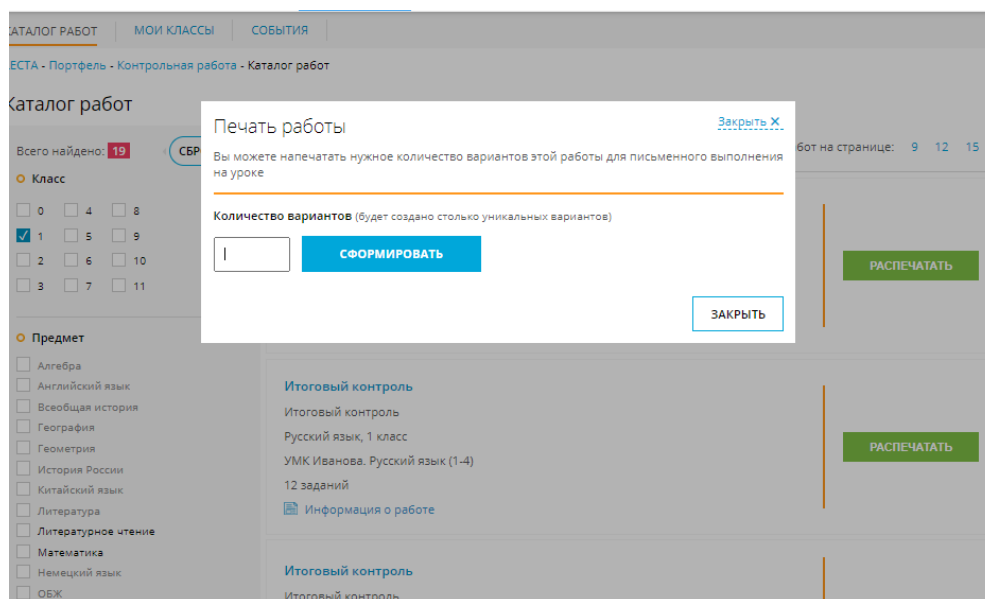 КАТАЛОГ РАБОТ МОИ КЛАССЫ СОБЫТИЯ
ЕСТА - Портфель - Контрольная работа - Каталог работ
Каталог работ
Печать работы
Закрыть ×
Всего найдено: 19
СБР
Вы можете напечатать нужное количество вариантов этой работы для письменного выполнения
на уроке
бот на странице: 9 12 15
Класс
Количество вариантов (будет создано столько уникальных вариантов)
0 4 8
1 5 9
2 6 10
3 7 11
СФОРМИРОВАТЬ
РАСПЕЧАТАТЬ
ЗАКРЫТЬ
Предмет
Алгебра
Английский язык
Всеобщая история
География
Геометрия
История России
Китайский язык
Литература
Литературное чтение
Математика
Немецкий язык
ОБЖ
Итоговый контроль
Итоговый контроль
Русский язык, 1 класс
УМК Иванова. Русский язык (1-4)
12 заданий
Информация о работе
РАСПЕЧАТАТЬ
Итоговый контроль
Итоговый контроль